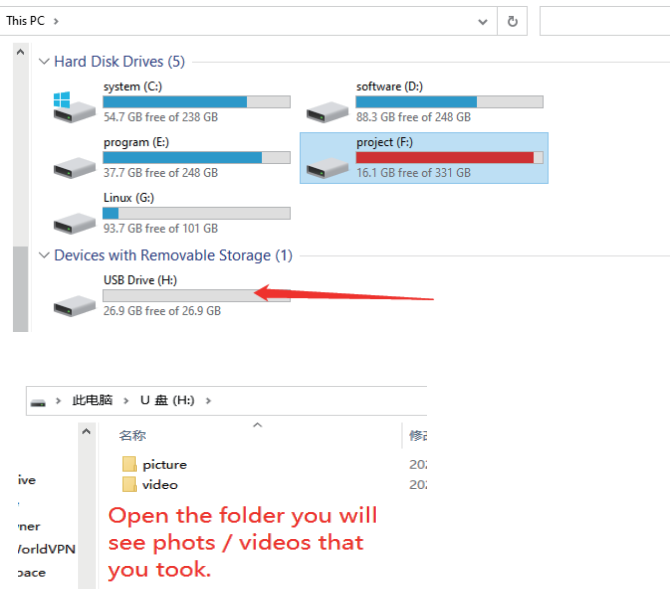 This PC
Hard Disk Drives (5)
system (C:)
54.7 GB free of 238 GB
software (D:)
88.3 GB free of 248 GB
program (E:)
37.7 GB free of 248 GB
project (F:)
16.1 GB free of 331 GB
Linux (G:)
93.7 GB free of 101 GB
Devices with Removable Storage (1)
USB Drive (H:)
26.9 GB free of 26.9 GB
此电脑 U 盘 (H:)
名称
picture
video
ive
ner
orldVPN
pace
Open the folder you will
see phots / videos that
you took.